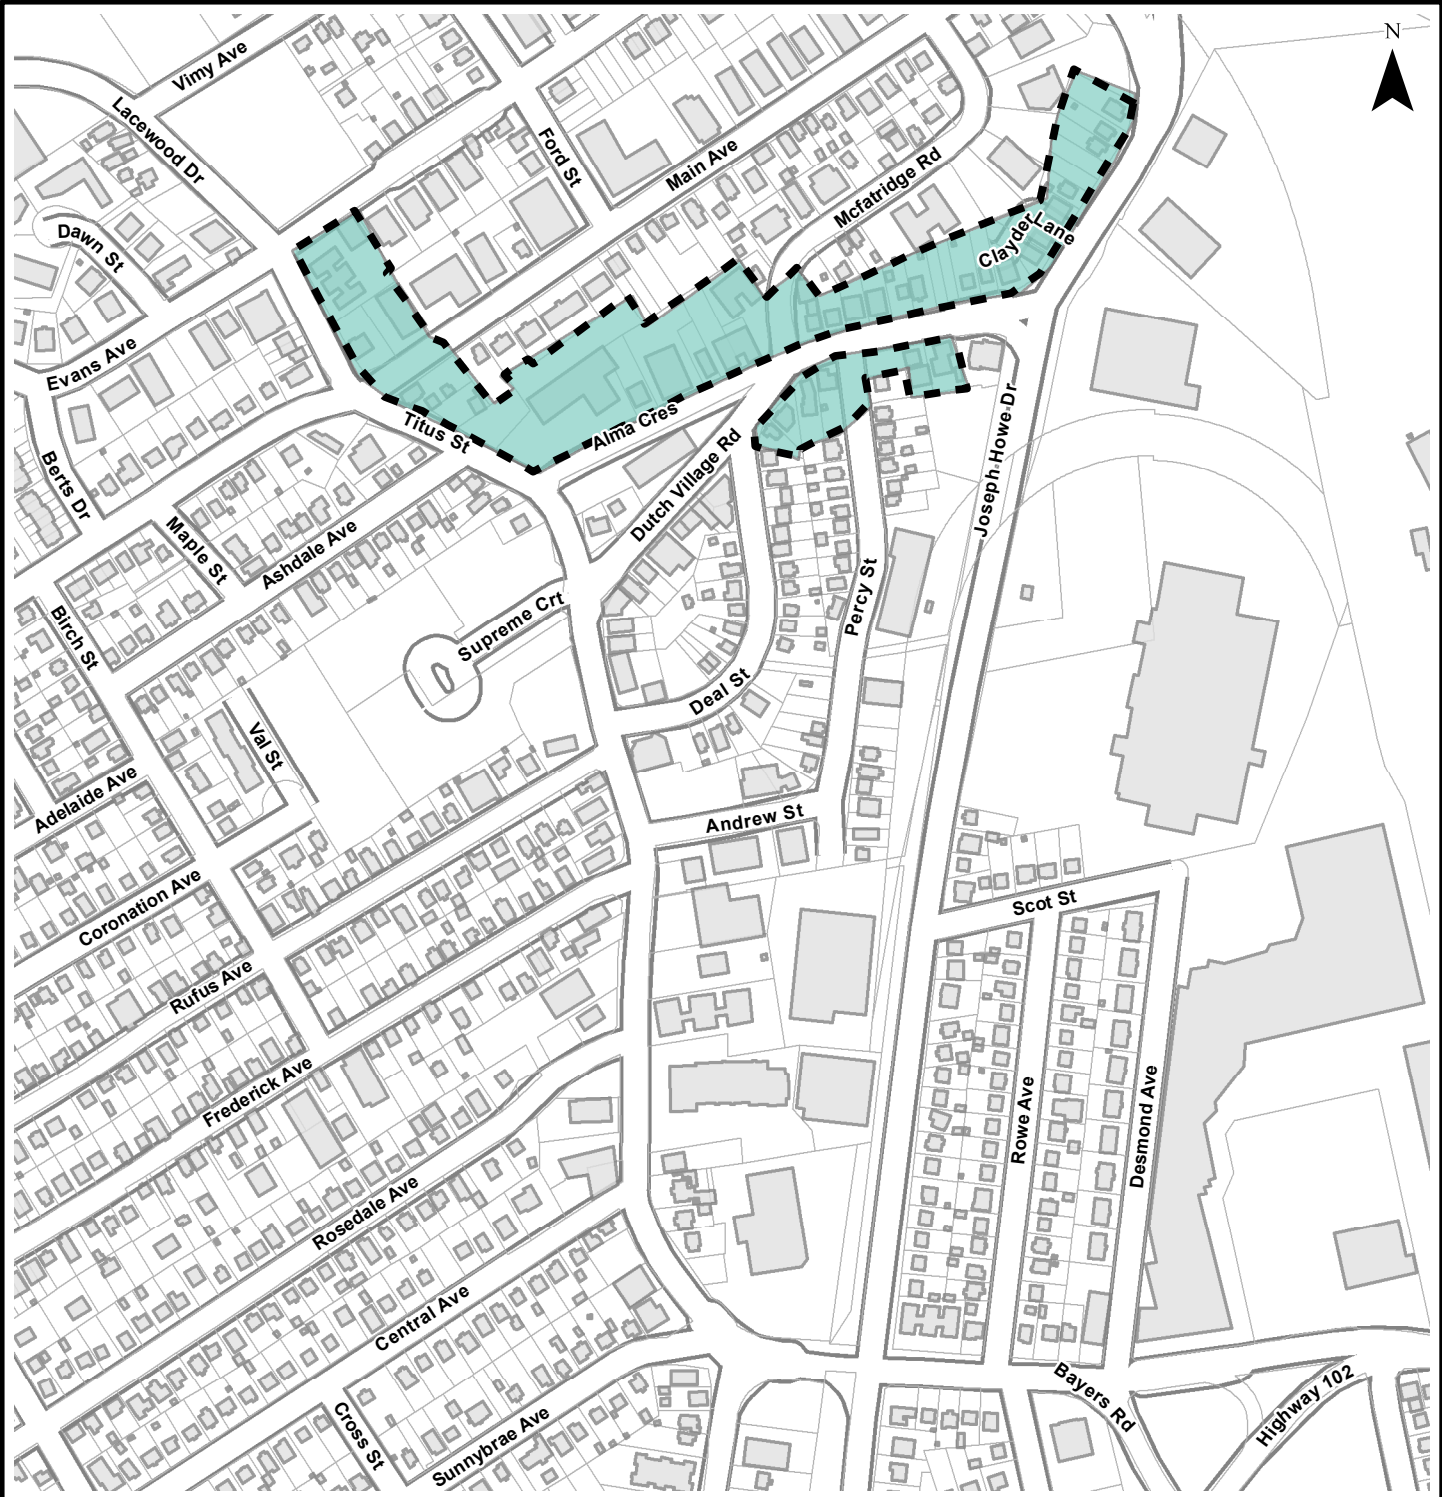 N
Vimy Ave
Lacewood Dr
Ford St
Main Ave
Mcfatridge Rd
Dawn St
Clayder Lane
Evans Ave
Titus St
Alma Cres
Joseph Howe Dr
Dutch Village Rd
Berts Dr
Maple St
Ashdale Ave
Percy St
Birch St
Supreme Crt
Deal St
Val St
Adelaide Ave
Andrew St
Coronation Ave
Scot St
Rufus Ave
Frederick Ave
Rowe Ave
Desmond Ave
Rosedale Ave
Central Ave
Bayers Rd
Highway 102
Cross St
Sunnybrae Ave